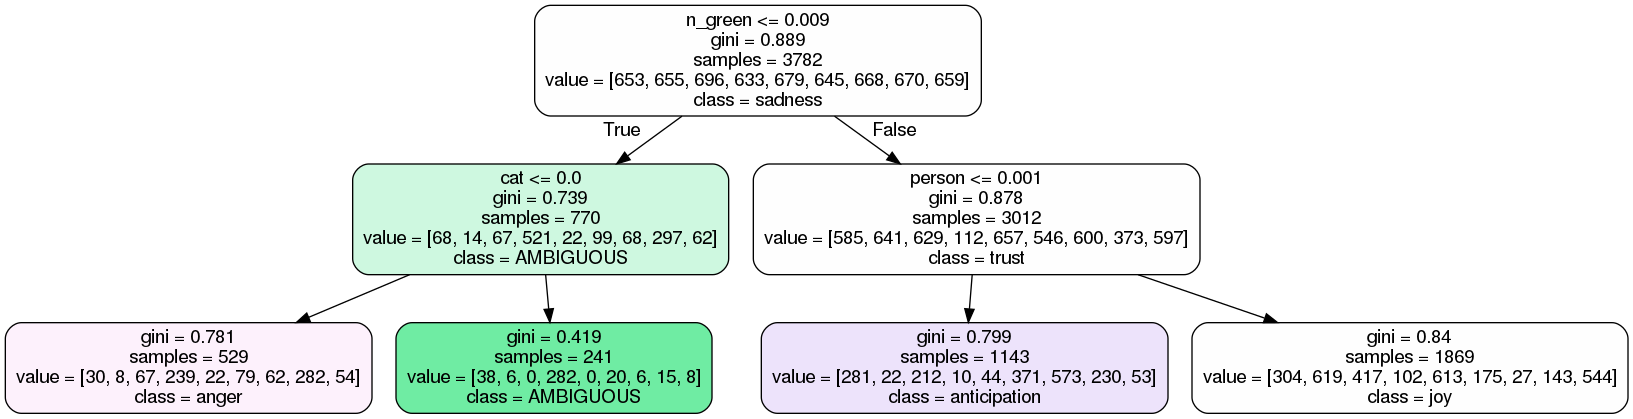 n_green <= 0.009
gini = 0.889
samples = 3782
value = [653, 655, 696, 633, 679, 645, 668, 670, 659]
class = sadness
True
False
cat <= 0.0
gini = 0.739
samples = 770
value = [68, 14, 67, 521, 22, 99, 68, 297, 62]
class = AMBIGUOUS
person <= 0.001
gini = 0.878
samples = 3012
value = [585, 641, 629, 112, 657, 546, 600, 373, 597]
class = trust
gini = 0.781
samples = 529
value = [30, 8, 67, 239, 22, 79, 62, 282, 54]
class = anger
gini = 0.419
samples = 241
value = [38, 6, 0, 282, 0, 20, 6, 15, 8]
class = AMBIGUOUS
gini = 0.799
samples = 1143
value = [281, 22, 212, 10, 44, 371, 573, 230, 53]
class = anticipation
gini = 0.84
samples = 1869
value = [304, 619, 417, 102, 613, 175, 27, 143, 544]
class = joy